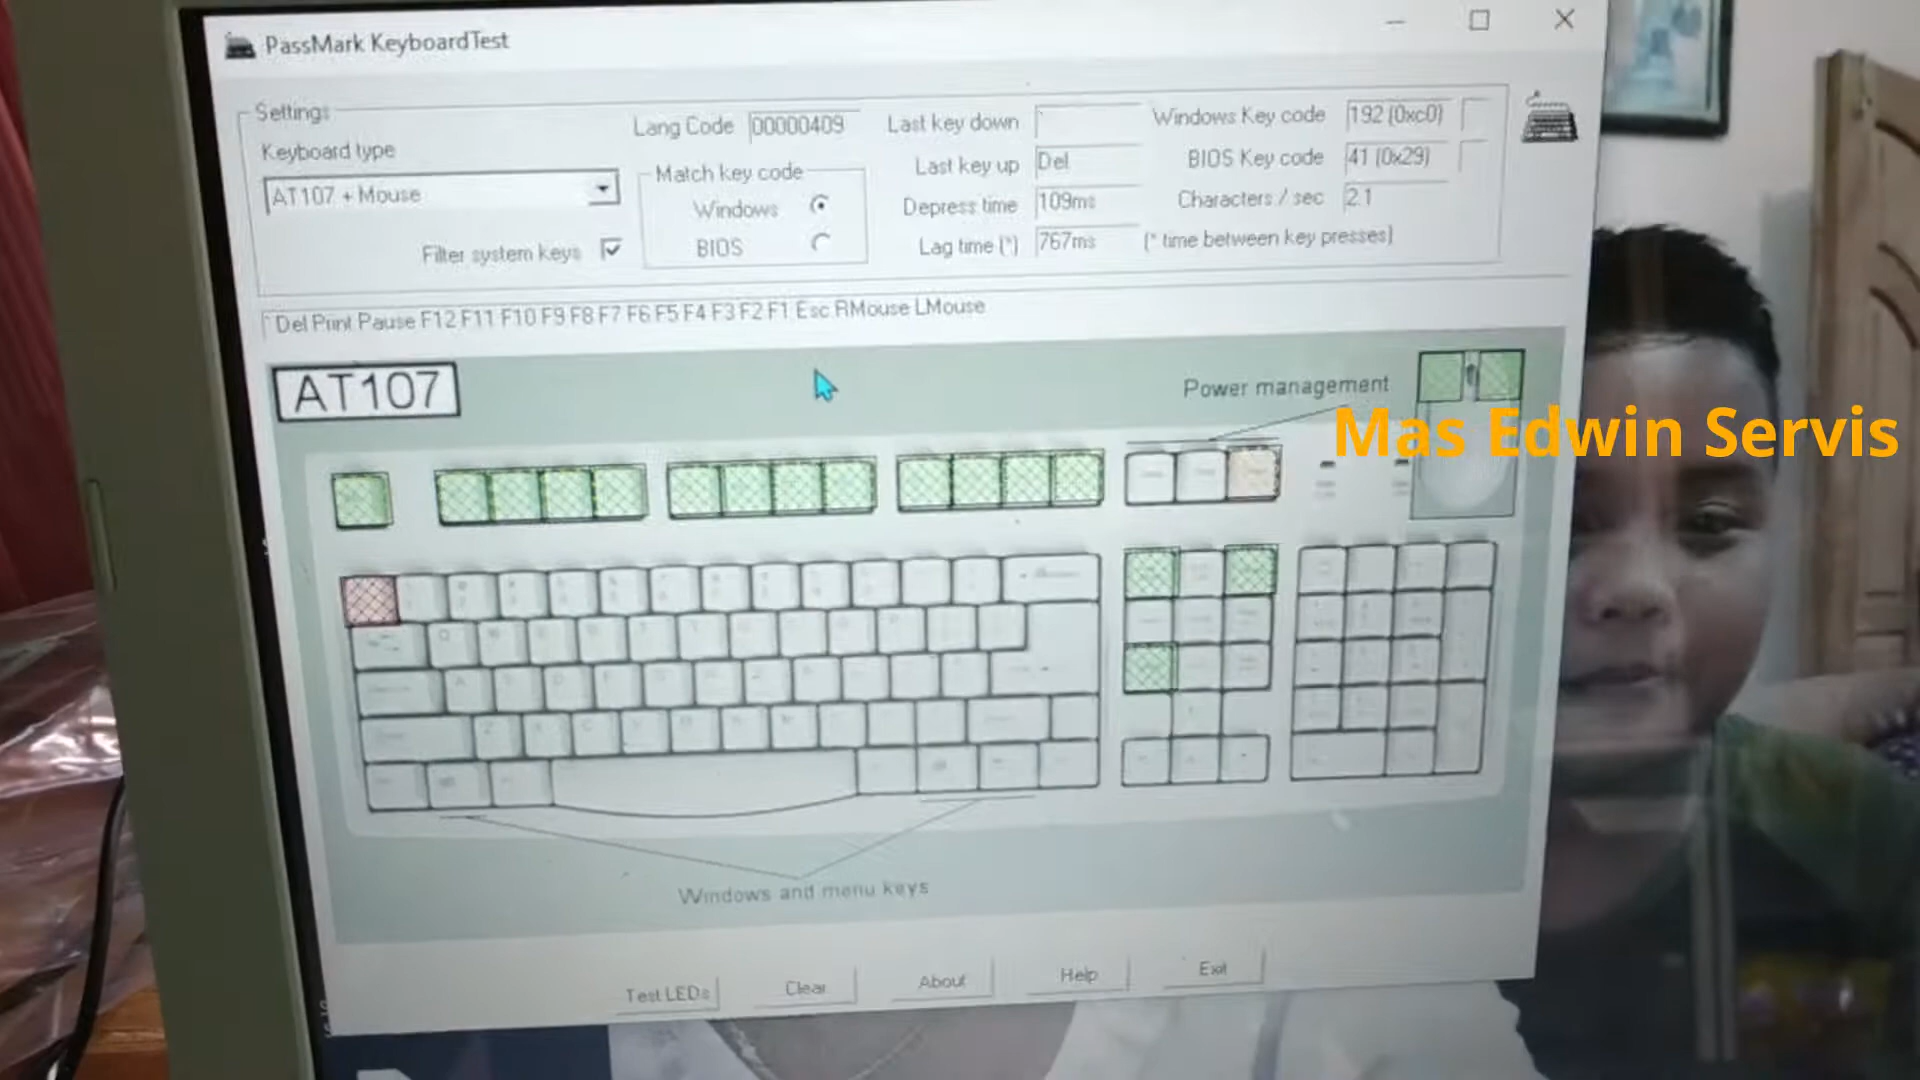 PassMark KeyboardTest
Settings
Keyboard type
AT107 + Mouse
Filter system keys
Lang Code 00000409
Match key code
Windows
BIOS
Last key down `
Last key up Del
Depress time 109ms
Lag time (*) 767ms
Windows Key code 192 (0xc0)
BIOS Key code 41 (0x29)
Characters / sec 2.1
(* time between key presses)
` Del Print Pause F12 F11 F10 F9 F8 F7 F6 F5 F4 F3 F2 F1 Esc RMouse LMouse
AT107
Power management
Mas Edwin Servis
Windows and menu keys
Test LEDs
Clear
About
Help
Exit